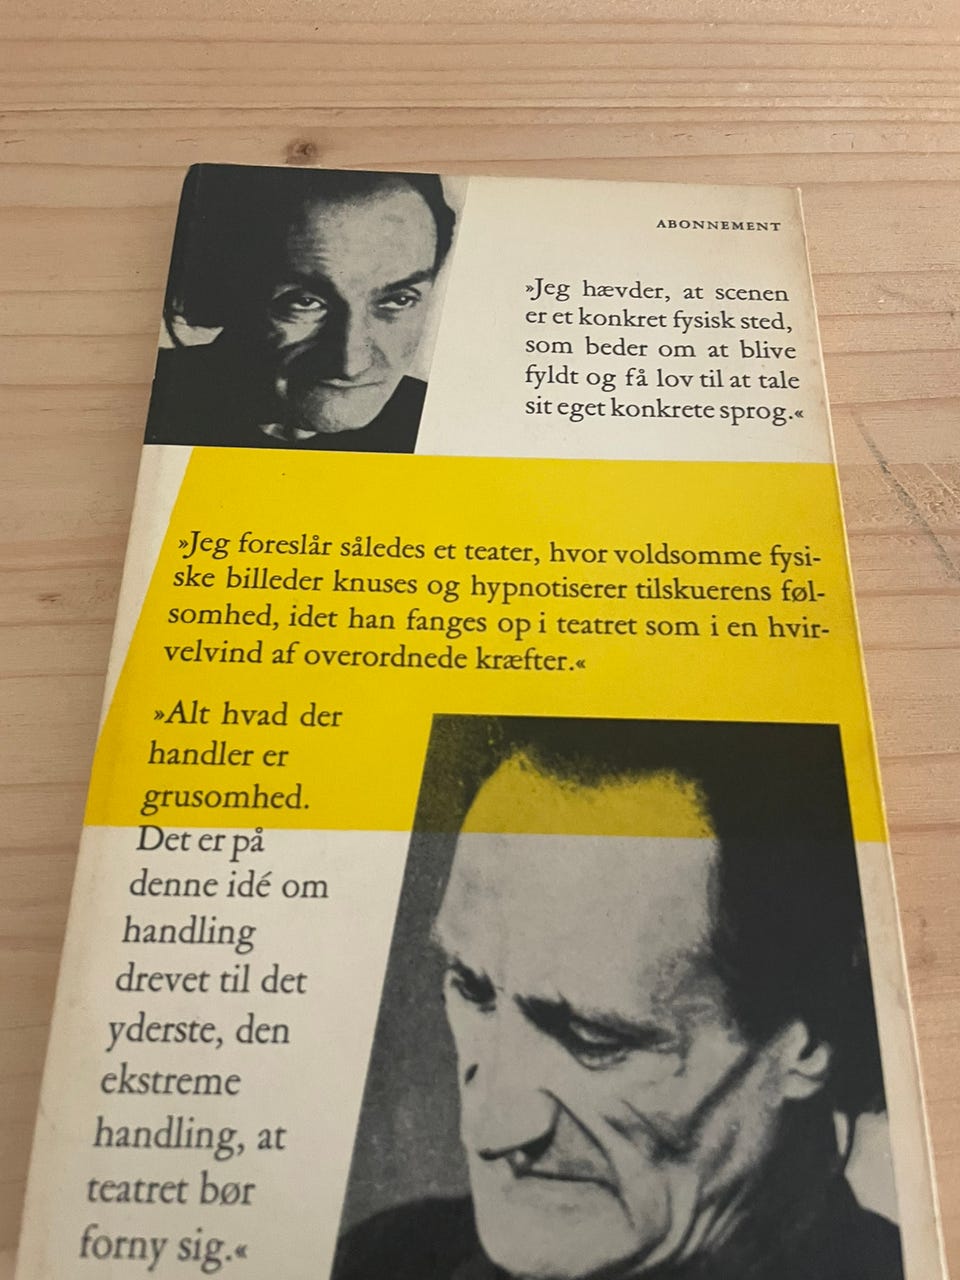 ABONNEMENT
»Jeg hævder, at scenen
er et konkret fysisk sted,
som beder om at blive
fyldt og få lov til at tale
sit eget konkrete sprog.«
»Jeg foreslår således et teater, hvor voldsomme fysi-
ske billeder knuses og hypnotiserer tilskuerens føl-
somhed, idet han fanges op i teatret som i en hvir-
velvind af overordnede kræfter.«
»Alt hvad der
handler er
grusomhed.
Det er på
denne idé om
handling
drevet til det
yderste, den
ekstreme
handling, at
teatret bør
forny sig.«